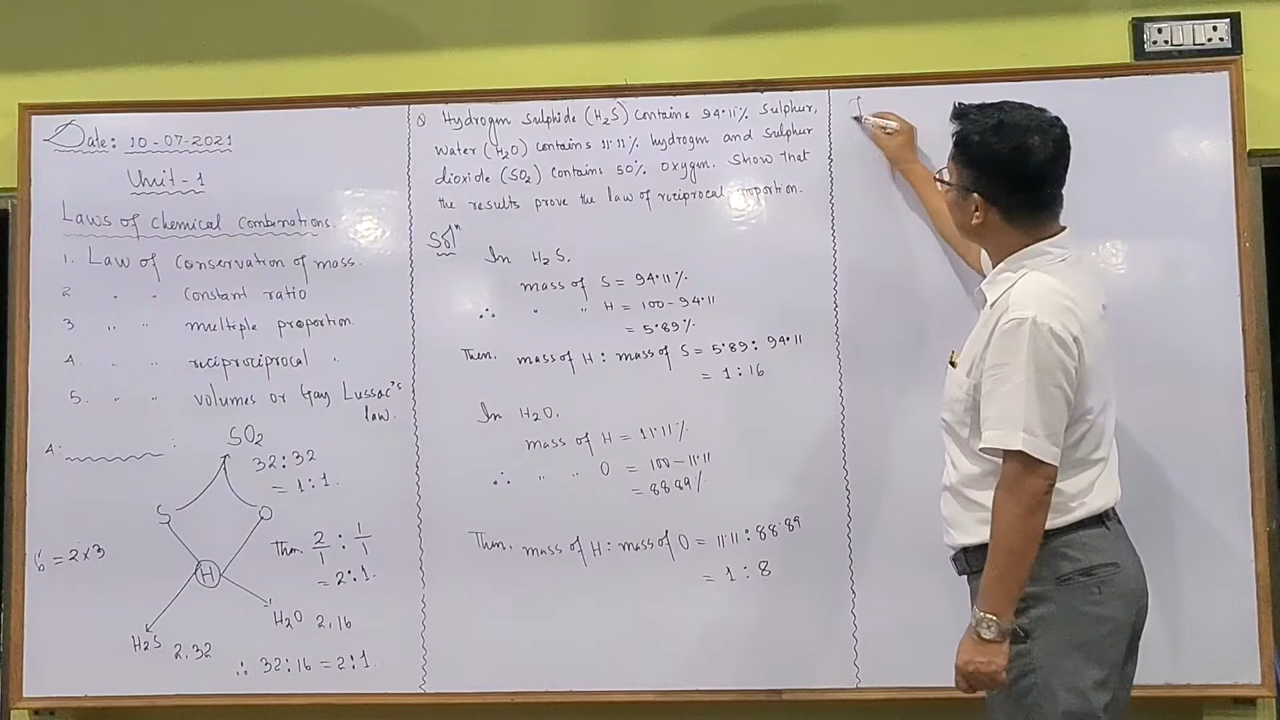 Date: 10-07-2021
Unit-1
Laws of Chemical Combinations.
1. Law of Conservation of mass.
2 " " Constant ratio
3 " " multiple proportion.
4. " " reciprociprocal "
5. " " volumes or Gay Lussac's
law.
4:
SO2
32:32
= 1:1.
S O
Then. 2/1 : 1/1
= 2:1.
6 = 2×3
H
H2O 2,16
H2S 2.32
∴ 32:16 = 2:1.
Q Hydrogen Sulphide (H2S) Contains 94.11% Sulphur,
Water (H2O) contains 11.11% hydrogen and Sulphur
dioxide (SO2) Contains 50% oxygen. Show that
the results prove the law of reciprocal proportion.
Solⁿ
In H2S.
mass of S = 94.11%
∴ " " H = 100-94.11
= 5.89%
Then. mass of H : mass of S = 5.89: 94.11
= 1:16
In H2O.
mass of H = 11.11%
∴ " " O = 100-11.11
= 88.89%
Then. mass of H : mass of O = 11.11:88.89
= 1:8
I